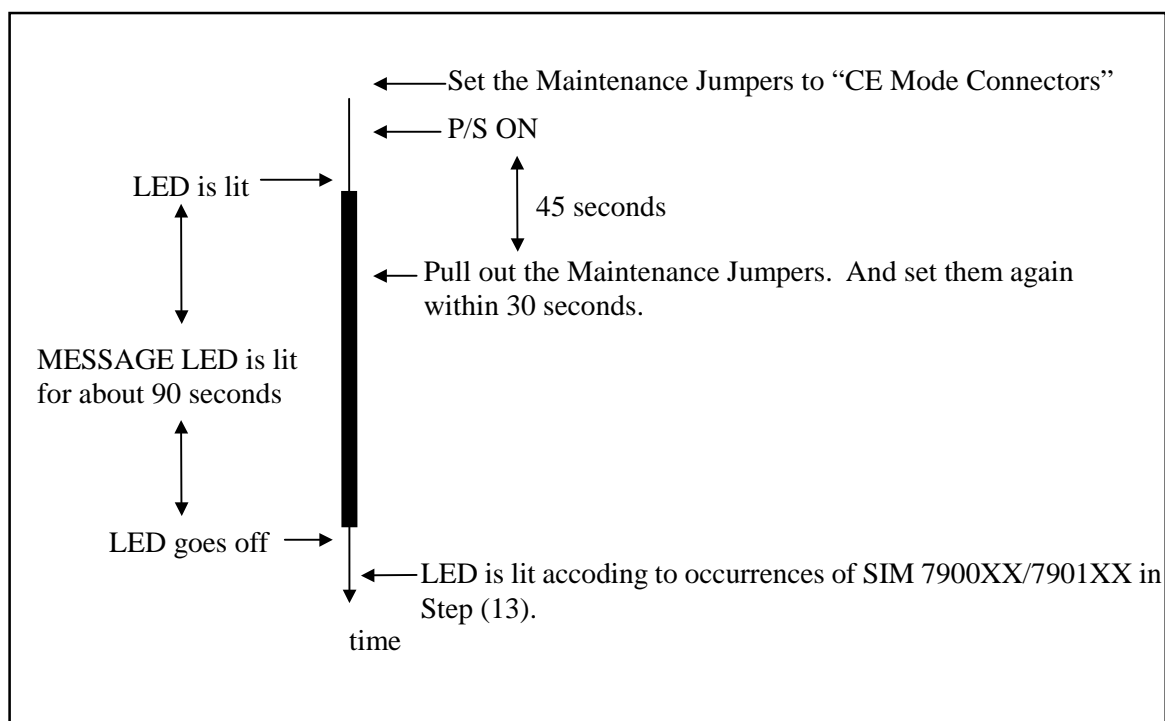 Set the Maintenance Jumpers to “CE Mode Connectors”
P/S ON
LED is lit
45 seconds
Pull out the Maintenance Jumpers.  And set them again
within 30 seconds.
MESSAGE LED is lit
for about 90 seconds
LED goes off
LED is lit accoding to occurrences of SIM 7900XX/7901XX in
Step (13).
time